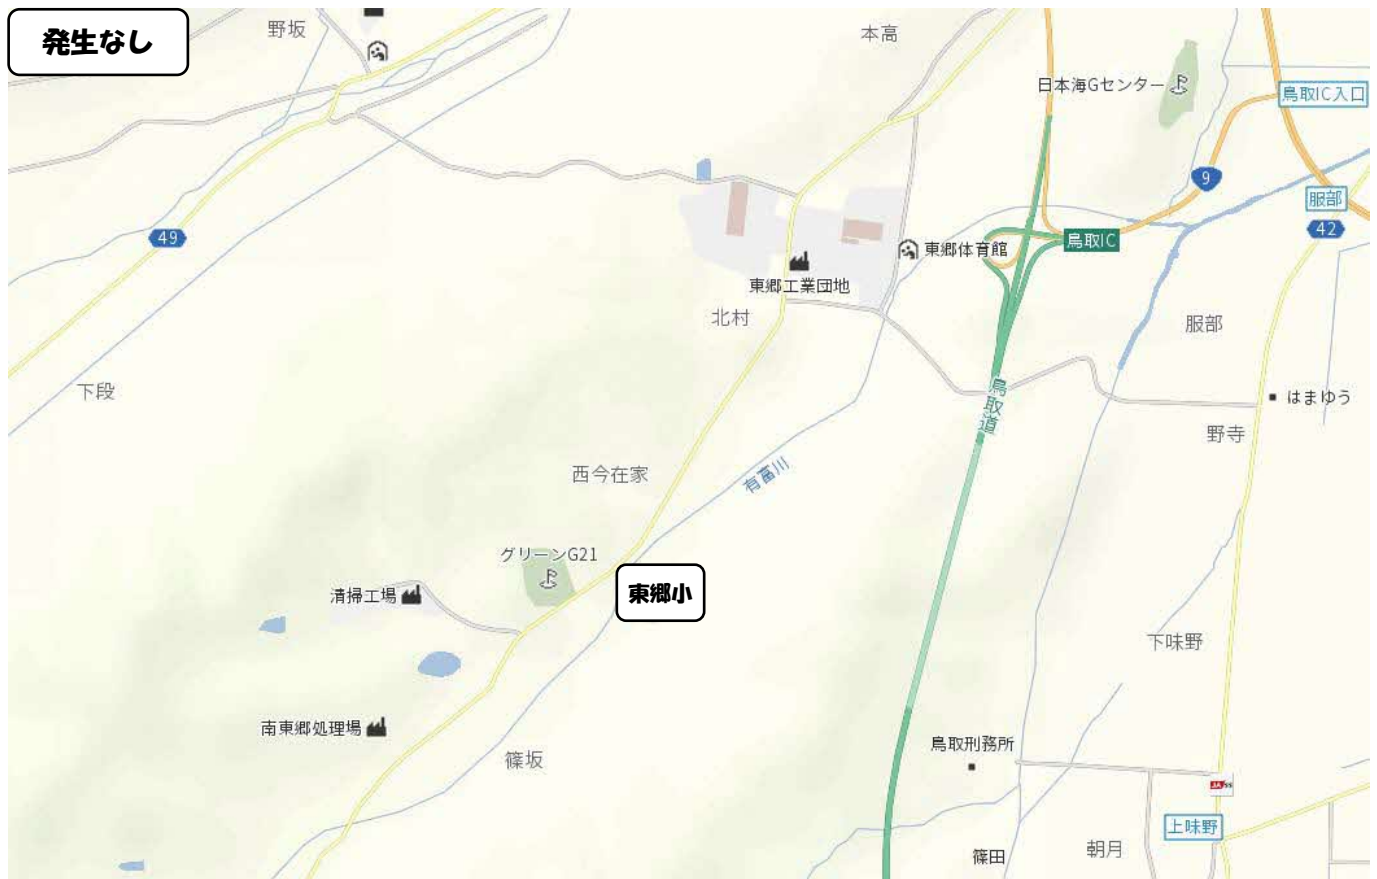 発生なし
野坂
本高
日本海Gセンター
鳥取IC入口
9
服部
42
49
鳥取IC
東郷体育館
東郷工業団地
北村
服部
下段
鳥取道
はまゆう
野寺
西今在家
有富川
グリーンG21
清掃工場
東郷小
下味野
南東郷処理場
篠坂
鳥取刑務所
JA-SS
上味野
朝月
篠田